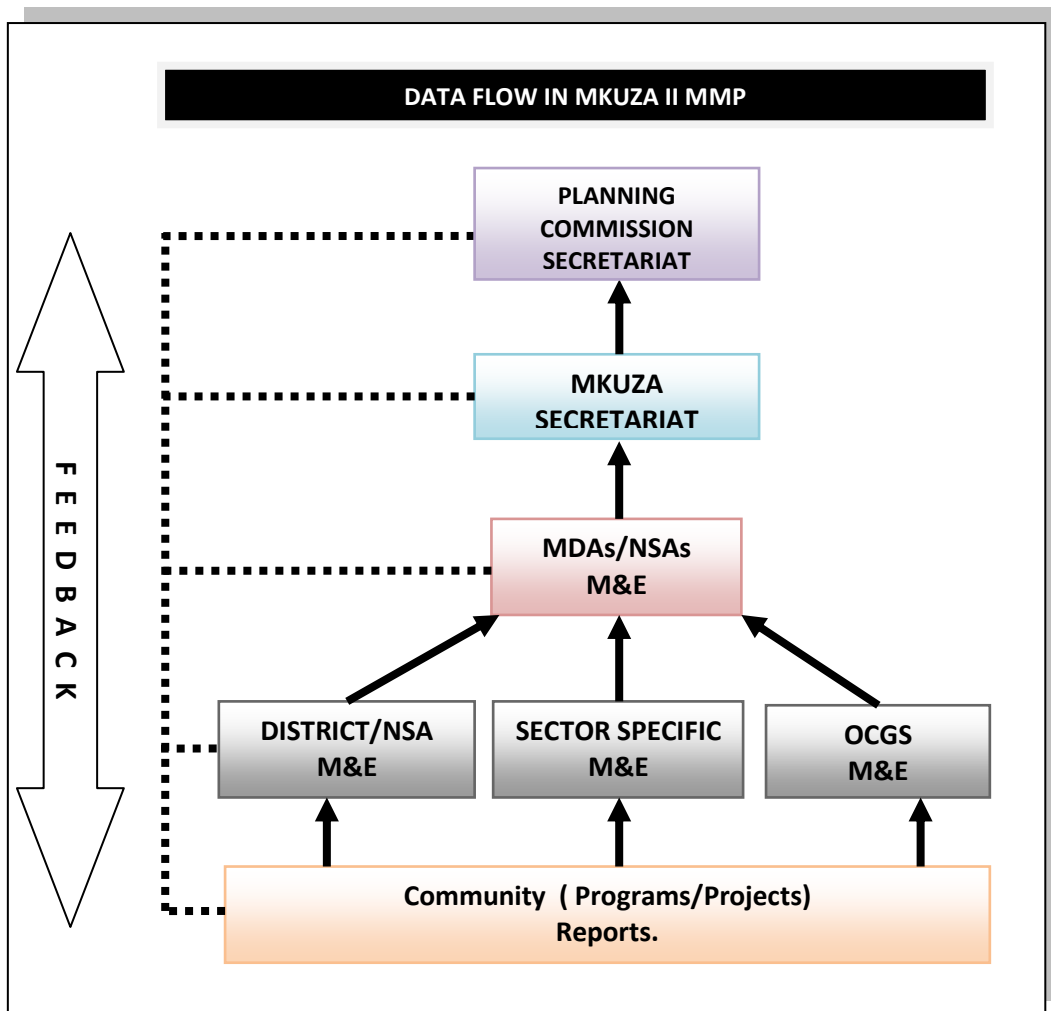 DATA FLOW IN MKUZA II MMP
PLANNING
COMMISSION
SECRETARIAT
MKUZA
SECRETARIAT
FEEDBACK
MDAs/NSAs
M&E
DISTRICT/NSA
M&E
SECTOR SPECIFIC
M&E
OCGS
M&E
Community ( Programs/Projects)
Reports.